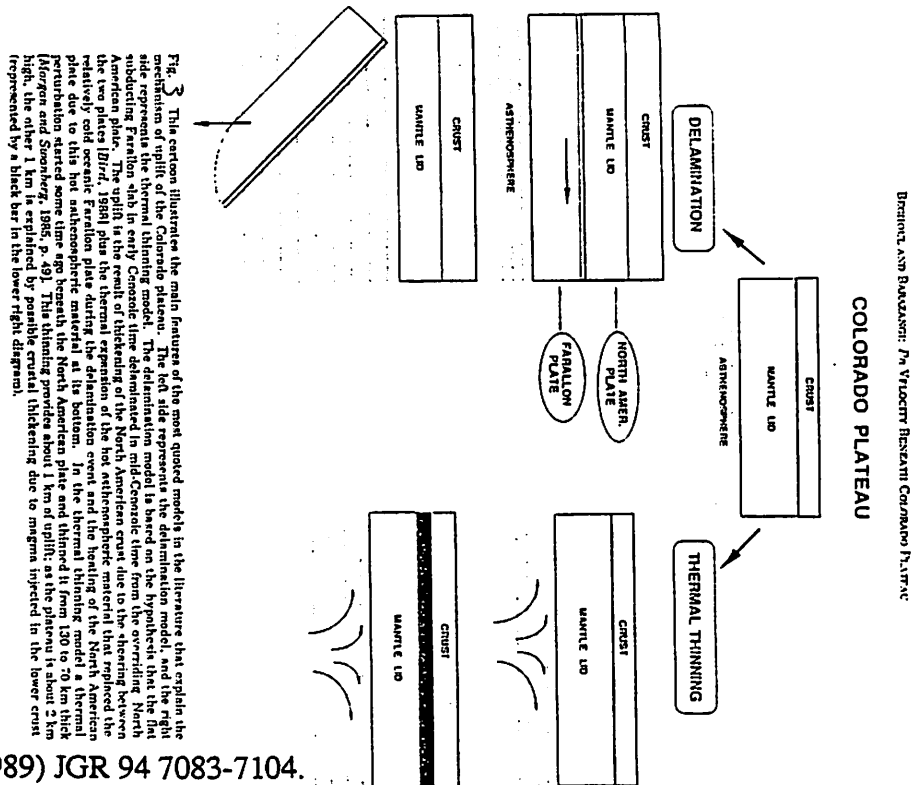 BEGHOUL AND BARAZANGI: Pn VELOCITY BENEATH COLORADO PLATEAU
COLORADO PLATEAU
CRUST
MANTLE LID
ASTHENOSPHERE
DELAMINATION
THERMAL THINNING
CRUST
MANTLE LID
ASTHENOSPHERE
NORTH AMER.
PLATE
FARALLON
PLATE
CRUST
MANTLE LID
CRUST
MANTLE LID
CRUST
MANTLE LID
Fig. 3 This cartoon illustrates the main features of the most quoted models in the literature that explain the
mechanism of uplift of the Colorado plateau. The left side represents the delamination model, and the right
side represents the thermal thinning model. The delamination model is based on the hypothesis that the flat
subducting Farallon slab in early Cenozoic time delaminated in mid-Cenozoic time from the overriding North
American plate. The uplift is the result of thickening of the North American crust due to the shearing between
the two plates [Bird, 1988] plus the thermal expansion of the hot asthenospheric material that replaced the
relatively cold oceanic Farallon plate during the delamination event and the heating of the North American
plate due to this hot asthenospheric material at its bottom. In the thermal thinning model a thermal
perturbation started some time ago beneath the North American plate and thinned it from 130 to 70 km thick
[Morgan and Swanberg, 1985, p. 49]. This thinning provides about 1 km of uplift; as the plateau is about 2 km
high, the other 1 km is explained by possible crustal thickening due to magma injected in the lower crust
(represented by a black bar in the lower right diagram).
989) JGR 94 7083-7104.